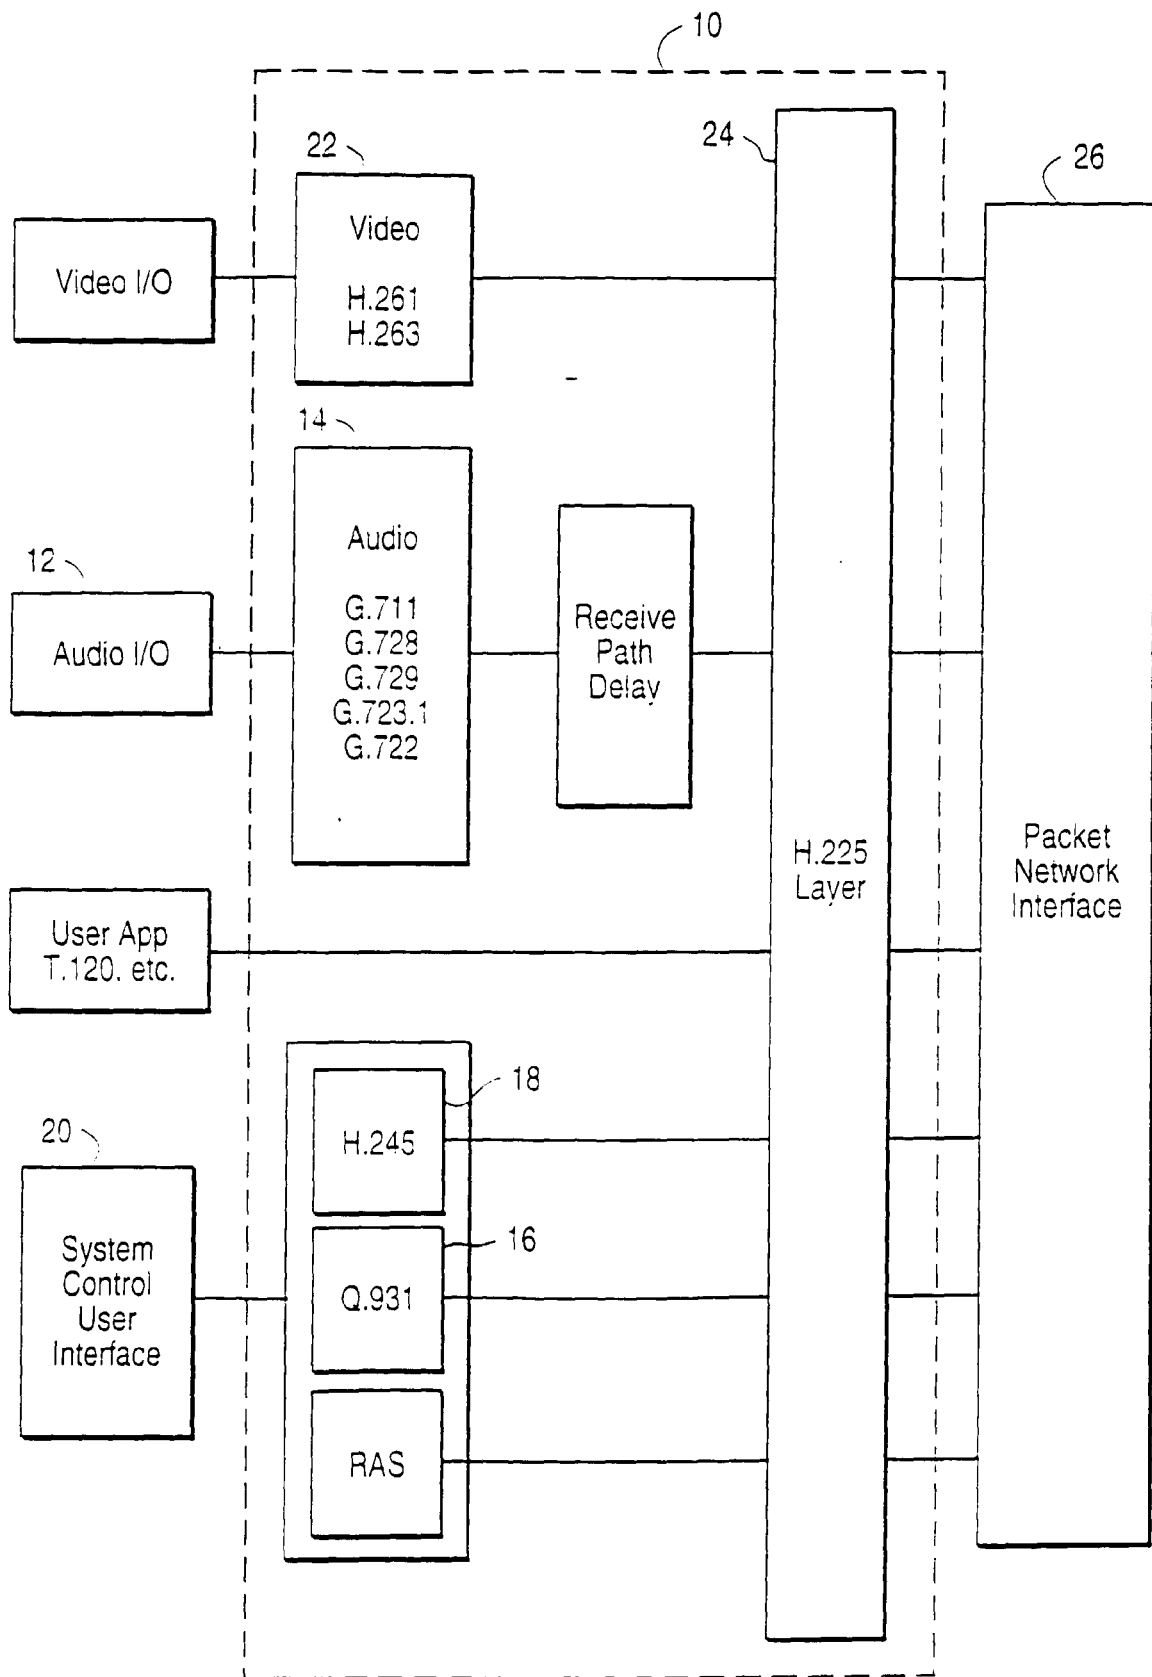 10
24
26
22
Video
H.261
H.263
Video I/O
14
Audio
G.711
G.728
G.729
G.723.1
G.722
12
Audio I/O
Receive
Path
Delay
H.225
Layer
Packet
Network
Interface
User App
T.120. etc.
18
H.245
20
System
Control
User
Interface
16
Q.931
RAS